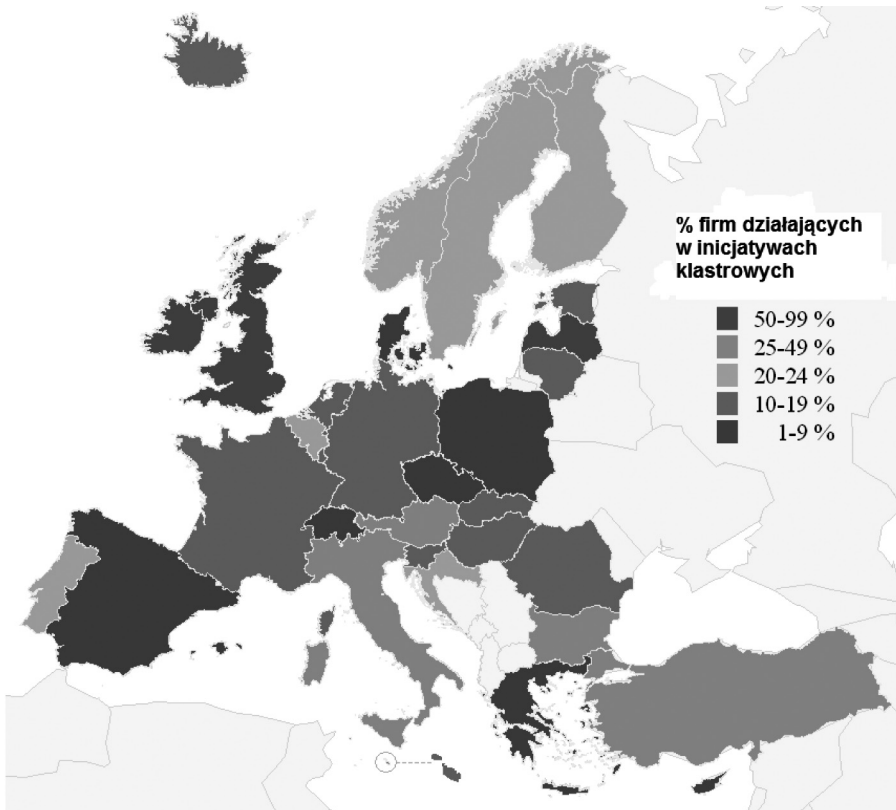 % firm działających
w inicjatywach
klastrowych
50-99 %
25-49 %
20-24 %
10-19 %
1-9 %